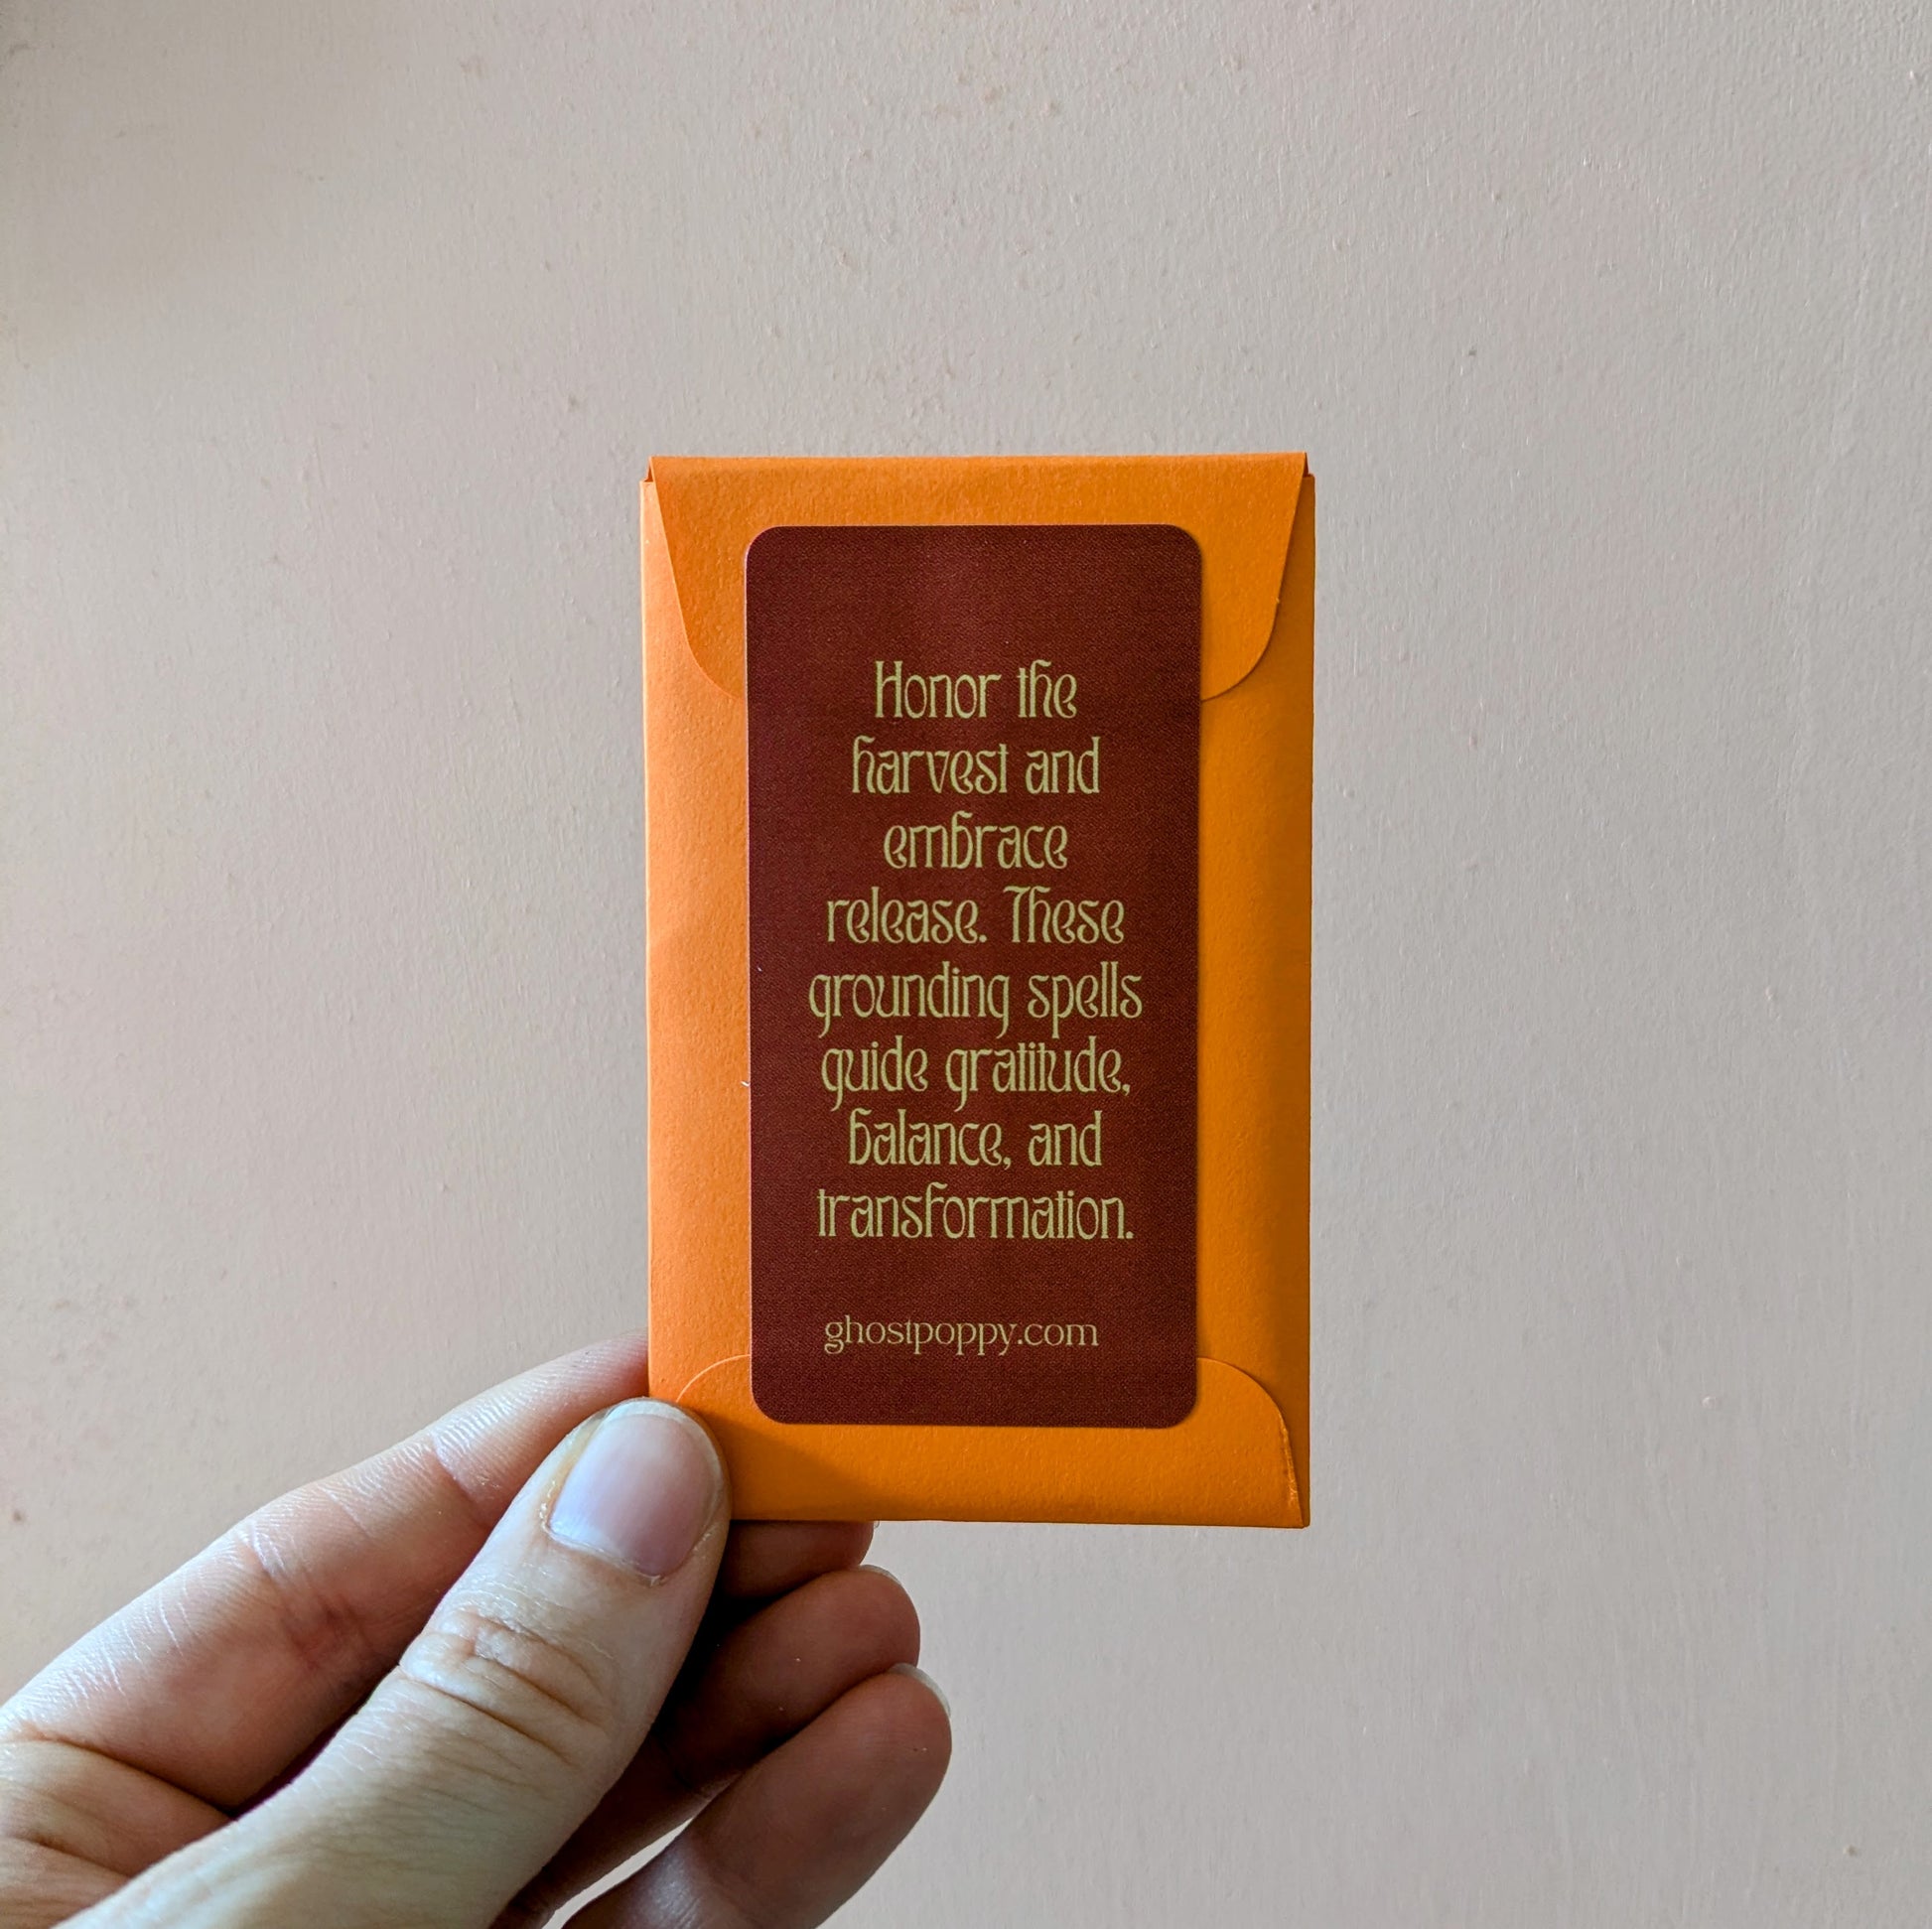 Honor the
harvest and
embrace
release. These
grounding spells
guide gratitude,
balance, and
transformation.
ghostpoppy.com